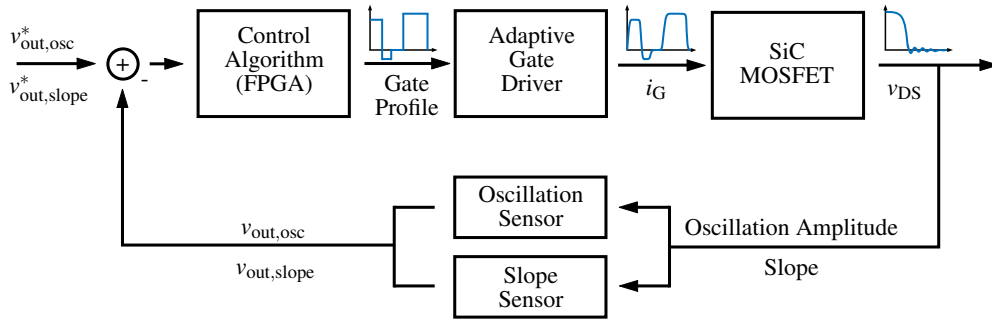 v*out,osc
v*out,slope
+
-
Control
Algorithm
(FPGA)
Gate
Profile
Adaptive
Gate
Driver
iG
SiC
MOSFET
vDS
Oscillation
Sensor
Oscillation Amplitude
Slope
vout,osc
vout,slope
Slope
Sensor